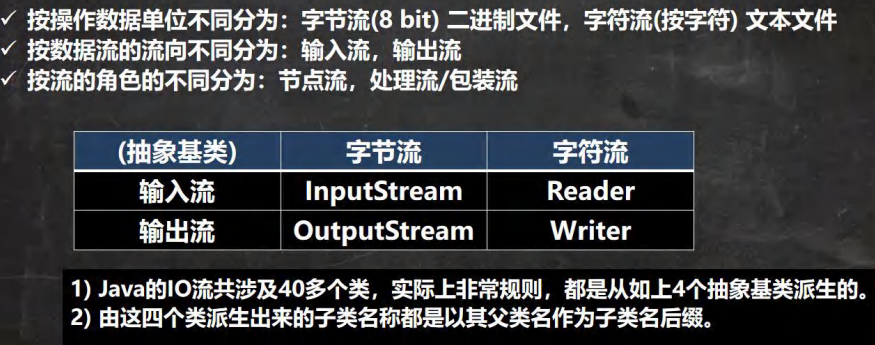 ✓ 按操作数据单位不同分为：字节流(8 bit) 二进制文件，字符流(按字符) 文本文件
✓ 按数据流的流向不同分为：输入流，输出流
✓ 按流的角色的不同分为：节点流，处理流/包装流
(抽象基类) 字节流 字符流
输入流 InputStream Reader
输出流 OutputStream Writer
1) Java的IO流共涉及40多个类，实际上非常规则，都是从如上4个抽象基类派生的。
2) 由这四个类派生出来的子类名称都是以其父类名作为子类名后缀。